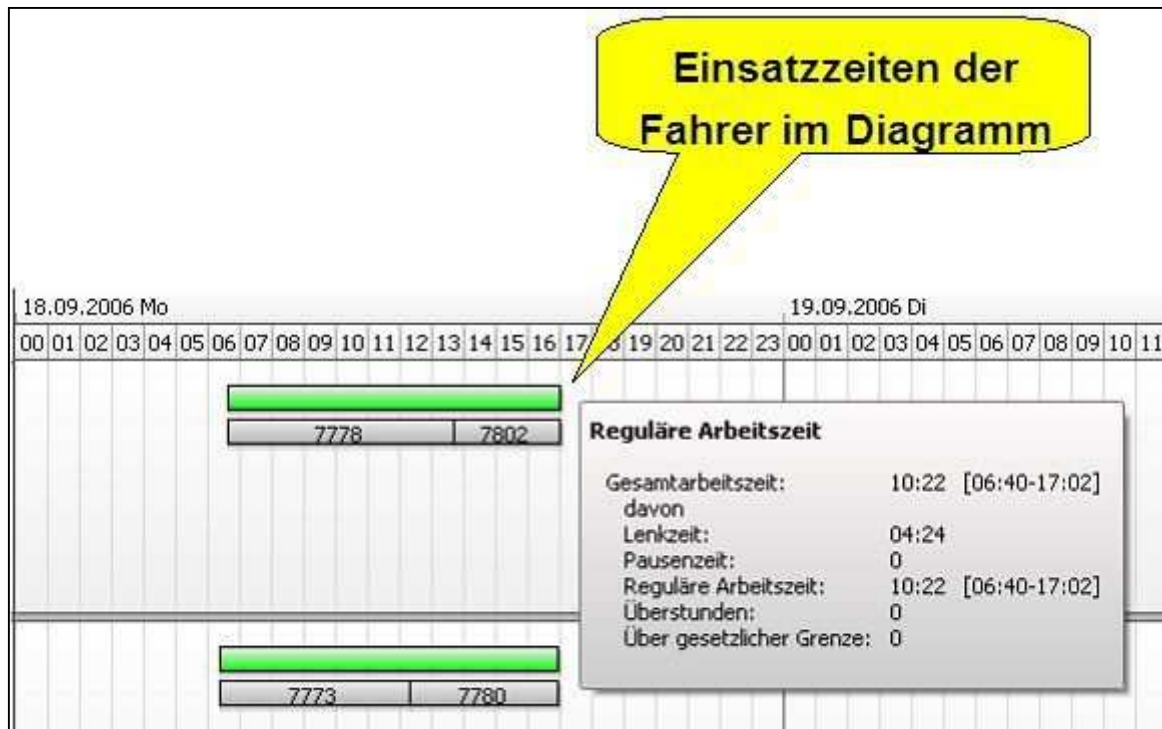 Einsatzzeiten der
Fahrer im Diagramm
18.09.2006 Mo 19.09.2006 Di
00 01 02 03 04 05 06 07 08 09 10 11 12 13 14 15 16 17 18 19 20 21 22 23 00 01 02 03 04 05 06 07 08 09 10 11
7778 7802
Reguläre Arbeitszeit
Gesamtarbeitszeit: 10:22 [06:40-17:02]
davon
Lenkzeit: 04:24
Pausenzeit: 0
Reguläre Arbeitszeit: 10:22 [06:40-17:02]
Überstunden: 0
Über gesetzlicher Grenze: 0
7773 7780